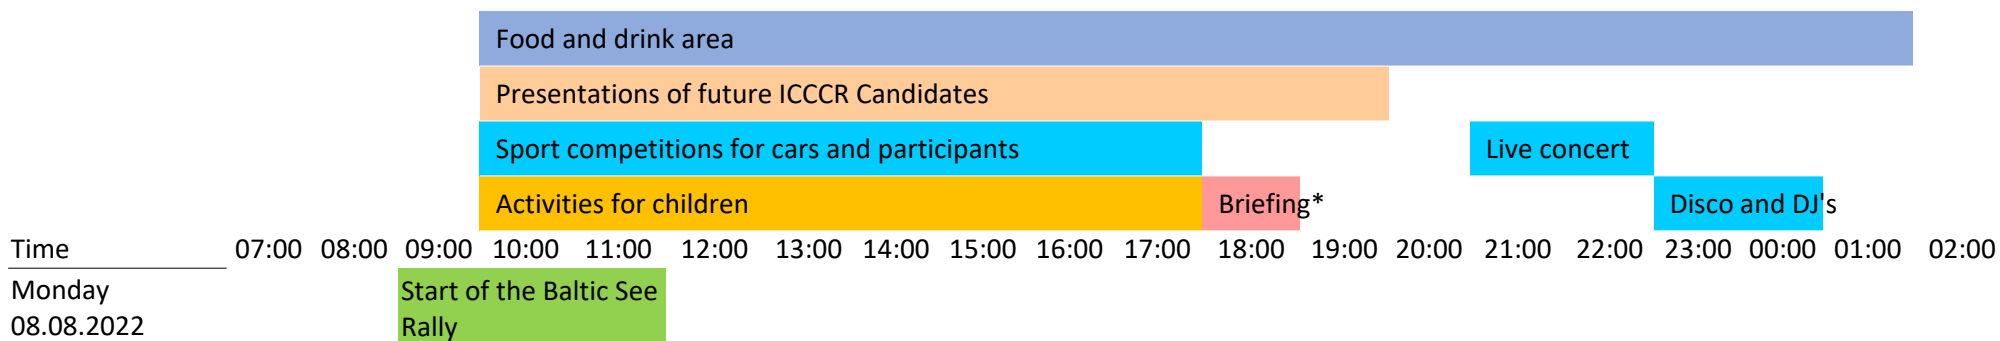 Food and drink area
Presentations of future ICCCR Candidates
Sport competitions for cars and participants Live concert
Activities for children Briefing* Disco and DJ's
Time 07:00 08:00 09:00 10:00 11:00 12:00 13:00 14:00 15:00 16:00 17:00 18:00 19:00 20:00 21:00 22:00 23:00 00:00 01:00 02:00
Monday Start of the Baltic See
08.08.2022 Rally